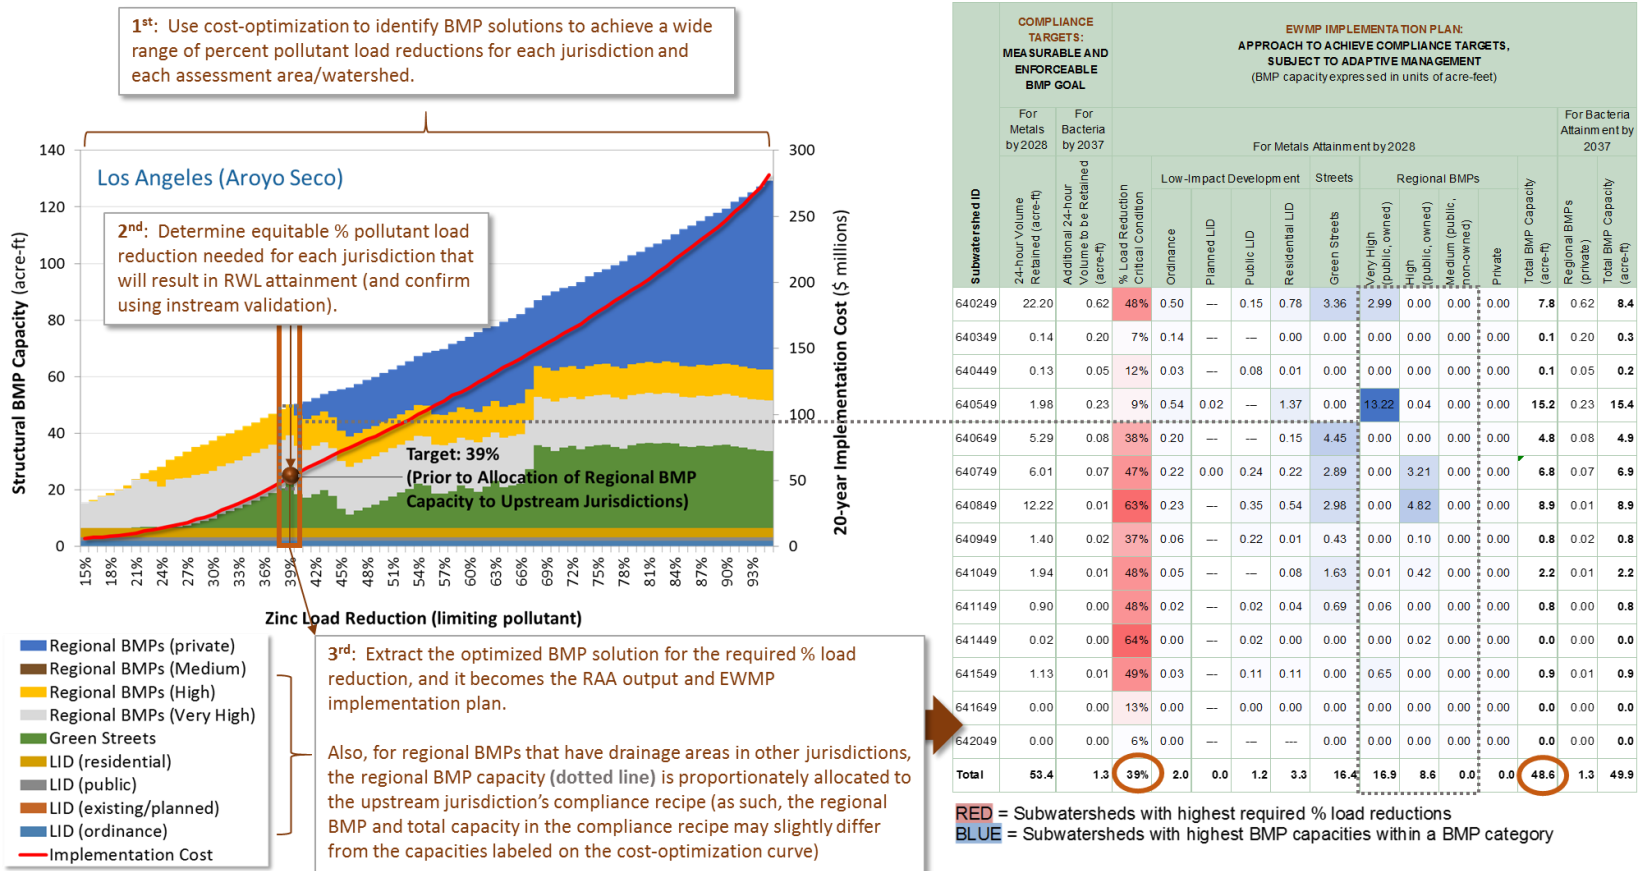 1st: Use cost-optimization to identify BMP solutions to achieve a wide
range of percent pollutant load reductions for each jurisdiction and
each assessment area/watershed.
140
120
100
80
60
40
20
0
Structural BMP Capacity (acre-ft)
Los Angeles (Aroyo Seco)
2nd: Determine equitable % pollutant load
reduction needed for each jurisdiction that
will result in RWL attainment (and confirm
using instream validation).
Target: 39%
(Prior to Allocation of Regional BMP
Capacity to Upstream Jurisdictions)
300
250
200
150
100
50
0
20-year Implementation Cost ($ millions)
15% 18% 21% 24% 27% 30% 33% 36% 39% 42% 45% 48% 51% 54% 57% 60% 63% 66% 69% 72% 75% 78% 81% 84% 87% 90% 93%
Zinc Load Reduction (limiting pollutant)
Regional BMPs (private)
Regional BMPs (Medium)
Regional BMPs (High)
Regional BMPs (Very High)
Green Streets
LID (residential)
LID (public)
LID (existing/planned)
LID (ordinance)
Implementation Cost
3rd: Extract the optimized BMP solution for the required % load
reduction, and it becomes the RAA output and EWMP
implementation plan.
Also, for regional BMPs that have drainage areas in other jurisdictions,
the regional BMP capacity (dotted line) is proportionately allocated to
the upstream jurisdiction's compliance recipe (as such, the regional
BMP and total capacity in the compliance recipe may slightly differ
from the capacities labeled on the cost-optimization curve)
COMPLIANCE
TARGETS:
MEASURABLE AND
ENFORCEABLE
BMP GOAL
EWMP IMPLEMENTATION PLAN:
APPROACH TO ACHIEVE COMPLIANCE TARGETS,
SUBJECT TO ADAPTIVE MANAGEMENT
(BMP capacity expressed in units of acre-feet)
For
Metals
by 2028
For
Bacteria
by 2037
For Metals Attainment by 2028
For Bacteria
Attainment by
2037
Low-Impact Development
Streets
Regional BMPs
Subwatershed ID
24-hour Volume
Retained (acre-ft)
Additional 24-hour
Volume to be Retained
(acre-ft)
% Load Reduction
Critical Condition
Ordinance
Planned LID
Public LID
Residential LID
Green Streets
Very High
(public, owned)
High
(public, owned)
Medium (public,
non-owned)
Private
Total BMP Capacity
(acre-ft)
Regional BMPs
(private)
Total BMP Capacity
(acre-ft)
640249 22.20 0.62 48% 0.50 --- 0.15 0.78 3.36 2.99 0.00 0.00 0.00 7.8 0.62 8.4
640349 0.14 0.20 7% 0.14 --- --- 0.00 0.00 0.00 0.00 0.00 0.00 0.1 0.20 0.3
640449 0.13 0.05 12% 0.03 --- 0.08 0.01 0.00 0.00 0.00 0.00 0.00 0.1 0.05 0.2
640549 1.98 0.23 9% 0.54 0.02 --- 1.37 0.00 13.22 0.04 0.00 0.00 15.2 0.23 15.4
640649 5.29 0.08 38% 0.20 --- --- 0.15 4.45 0.00 0.00 0.00 0.00 4.8 0.08 4.9
640749 6.01 0.07 47% 0.22 0.00 0.24 0.22 2.89 0.00 3.21 0.00 0.00 6.8 0.07 6.9
640849 12.22 0.01 63% 0.23 --- 0.35 0.54 2.98 0.00 4.82 0.00 0.00 8.9 0.01 8.9
640949 1.40 0.02 37% 0.06 --- 0.22 0.01 0.43 0.00 0.10 0.00 0.00 0.8 0.02 0.8
641049 1.94 0.01 48% 0.05 --- --- 0.08 1.63 0.01 0.42 0.00 0.00 2.2 0.01 2.2
641149 0.90 0.00 48% 0.02 --- 0.02 0.04 0.69 0.06 0.00 0.00 0.00 0.8 0.00 0.8
641449 0.02 0.00 64% 0.00 --- 0.02 0.00 0.00 0.00 0.02 0.00 0.00 0.0 0.00 0.0
641549 1.13 0.01 49% 0.03 --- 0.11 0.11 0.00 0.65 0.00 0.00 0.00 0.9 0.01 0.9
641649 0.00 0.00 13% 0.00 --- 0.00 0.00 0.00 0.00 0.00 0.00 0.00 0.0 0.00 0.0
642049 0.00 0.00 6% 0.00 --- --- --- 0.00 0.00 0.00 0.00 0.00 0.0 0.00 0.0
Total 53.4 1.3 39% 2.0 0.0 1.2 3.3 16.4 16.9 8.6 0.0 0.0 48.6 1.3 49.9
RED = Subwatersheds with highest required % load reductions
BLUE = Subwatersheds with highest BMP capacities within a BMP category